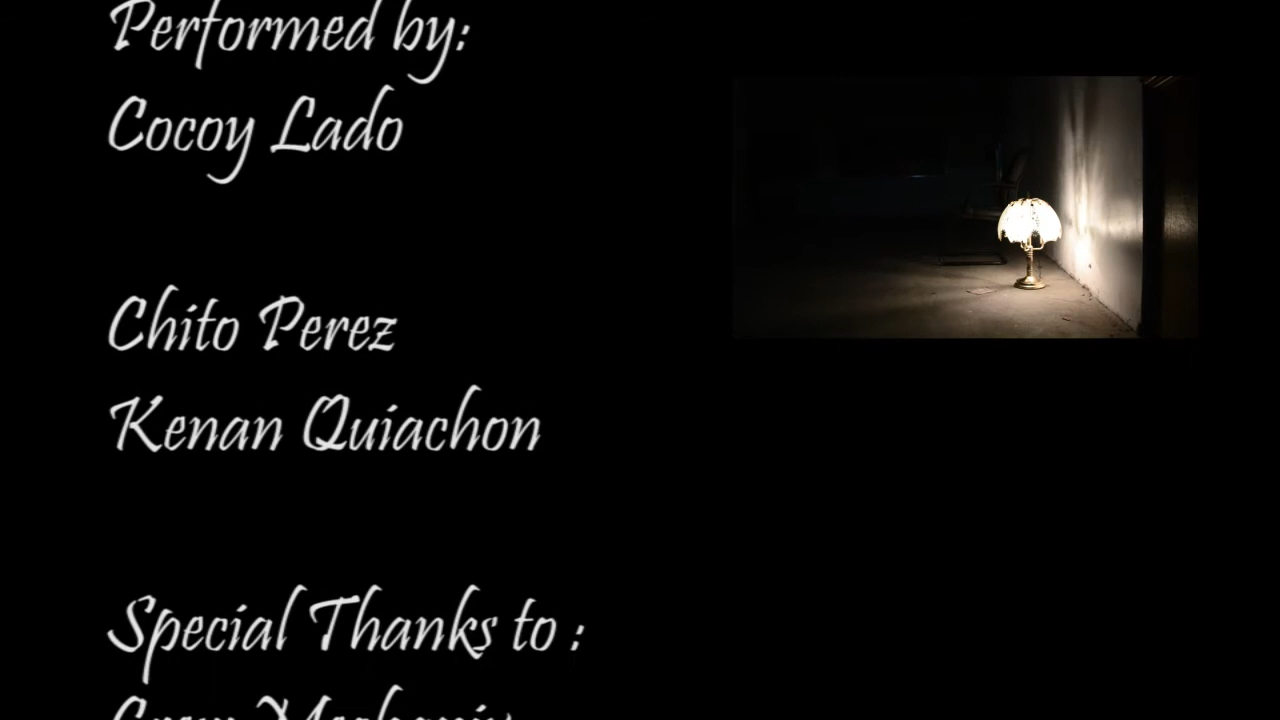 Performed by:
Cocoy Lado
Chito Perez
Kenan Quiachon
Special Thanks to :